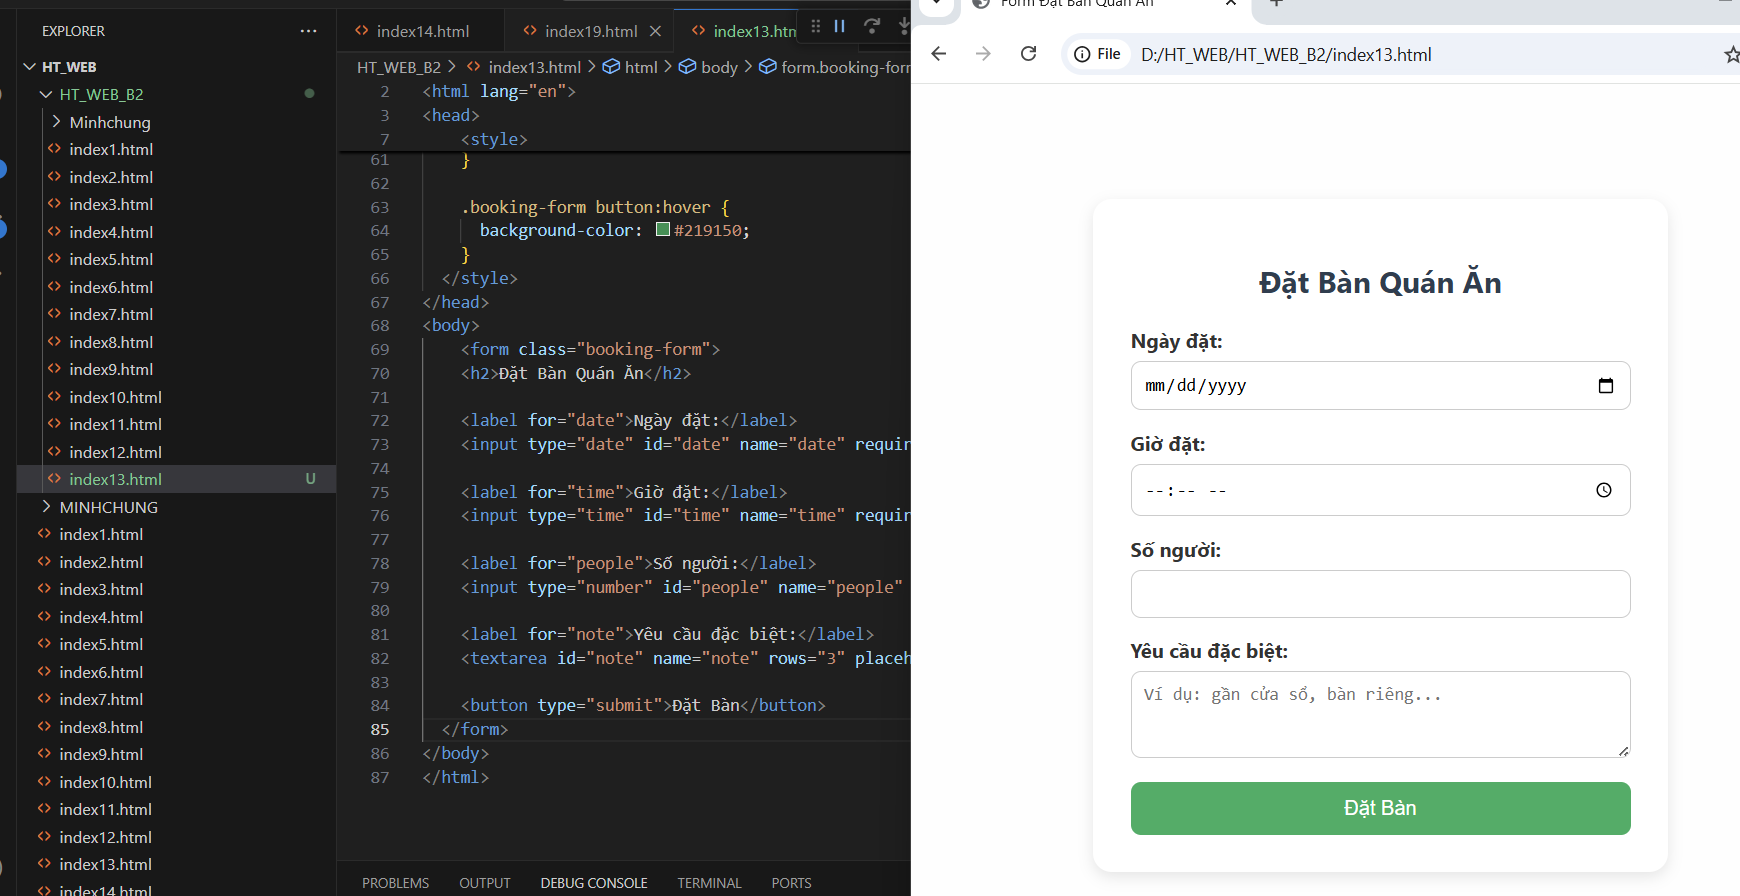 EXPLORER
HT_WEB
HT_WEB_B2
Minhchung
index1.html
index2.html
index3.html
index4.html
index5.html
index6.html
index7.html
index8.html
index9.html
index10.html
index11.html
index12.html
index13.html U
MINHCHUNG
index1.html
index2.html
index3.html
index4.html
index5.html
index6.html
index7.html
index8.html
index9.html
index10.html
index11.html
index12.html
index13.html
index14.html
index14.html index19.html index13.htm
HT_WEB_B2 > index13.html > html > body > form.booking-forr
2 <html lang="en">
3 <head>
7 <style>
61 }
62
63 .booking-form button:hover {
64 background-color: #219150;
65 }
66 </style>
67 </head>
68 <body>
69 <form class="booking-form">
70 <h2>Đặt Bàn Quán Ăn</h2>
71
72 <label for="date">Ngày đặt:</label>
73 <input type="date" id="date" name="date" requir
74
75 <label for="time">Giờ đặt:</label>
76 <input type="time" id="time" name="time" requir
77
78 <label for="people">Số người:</label>
79 <input type="number" id="people" name="people"
80
81 <label for="note">Yêu cầu đặc biệt:</label>
82 <textarea id="note" name="note" rows="3" placeh
83
84 <button type="submit">Đặt Bàn</button>
85 </form>
86 </body>
87 </html>
PROBLEMS OUTPUT DEBUG CONSOLE TERMINAL PORTS
Form Đặt Bàn Quán Ăn
File D:/HT_WEB/HT_WEB_B2/index13.html
Đặt Bàn Quán Ăn
Ngày đặt:
mm/dd/yyyy
Giờ đặt:
--:-- --
Số người:
Yêu cầu đặc biệt:
Ví dụ: gần cửa sổ, bàn riêng...
Đặt Bàn